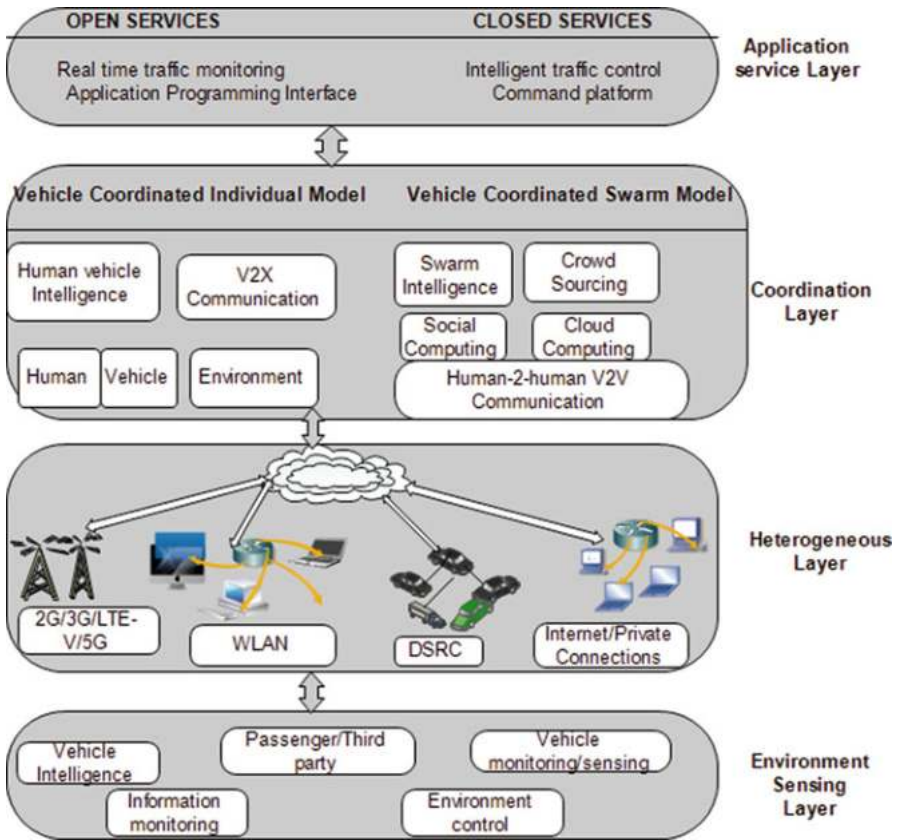 OPEN SERVICES
CLOSED SERVICES
Real time traffic monitoring
Application Programming Interface
Intelligent traffic control
Command platform
Application
service Layer
Vehicle Coordinated Individual Model
Vehicle Coordinated Swarm Model
Human vehicle
Intelligence
V2X
Communication
Swarm
Intelligence
Crowd
Sourcing
Social
Computing
Cloud
Computing
Human
Vehicle
Environment
Human-2-human V2V
Communication
Coordination
Layer
2G/3G/LTE-
V/5G
WLAN
DSRC
Internet/Private
Connections
Heterogeneous
Layer
Vehicle
Intelligence
Passenger/Third
party
Vehicle
monitoring/sensing
Information
monitoring
Environment
control
Environment
Sensing
Layer